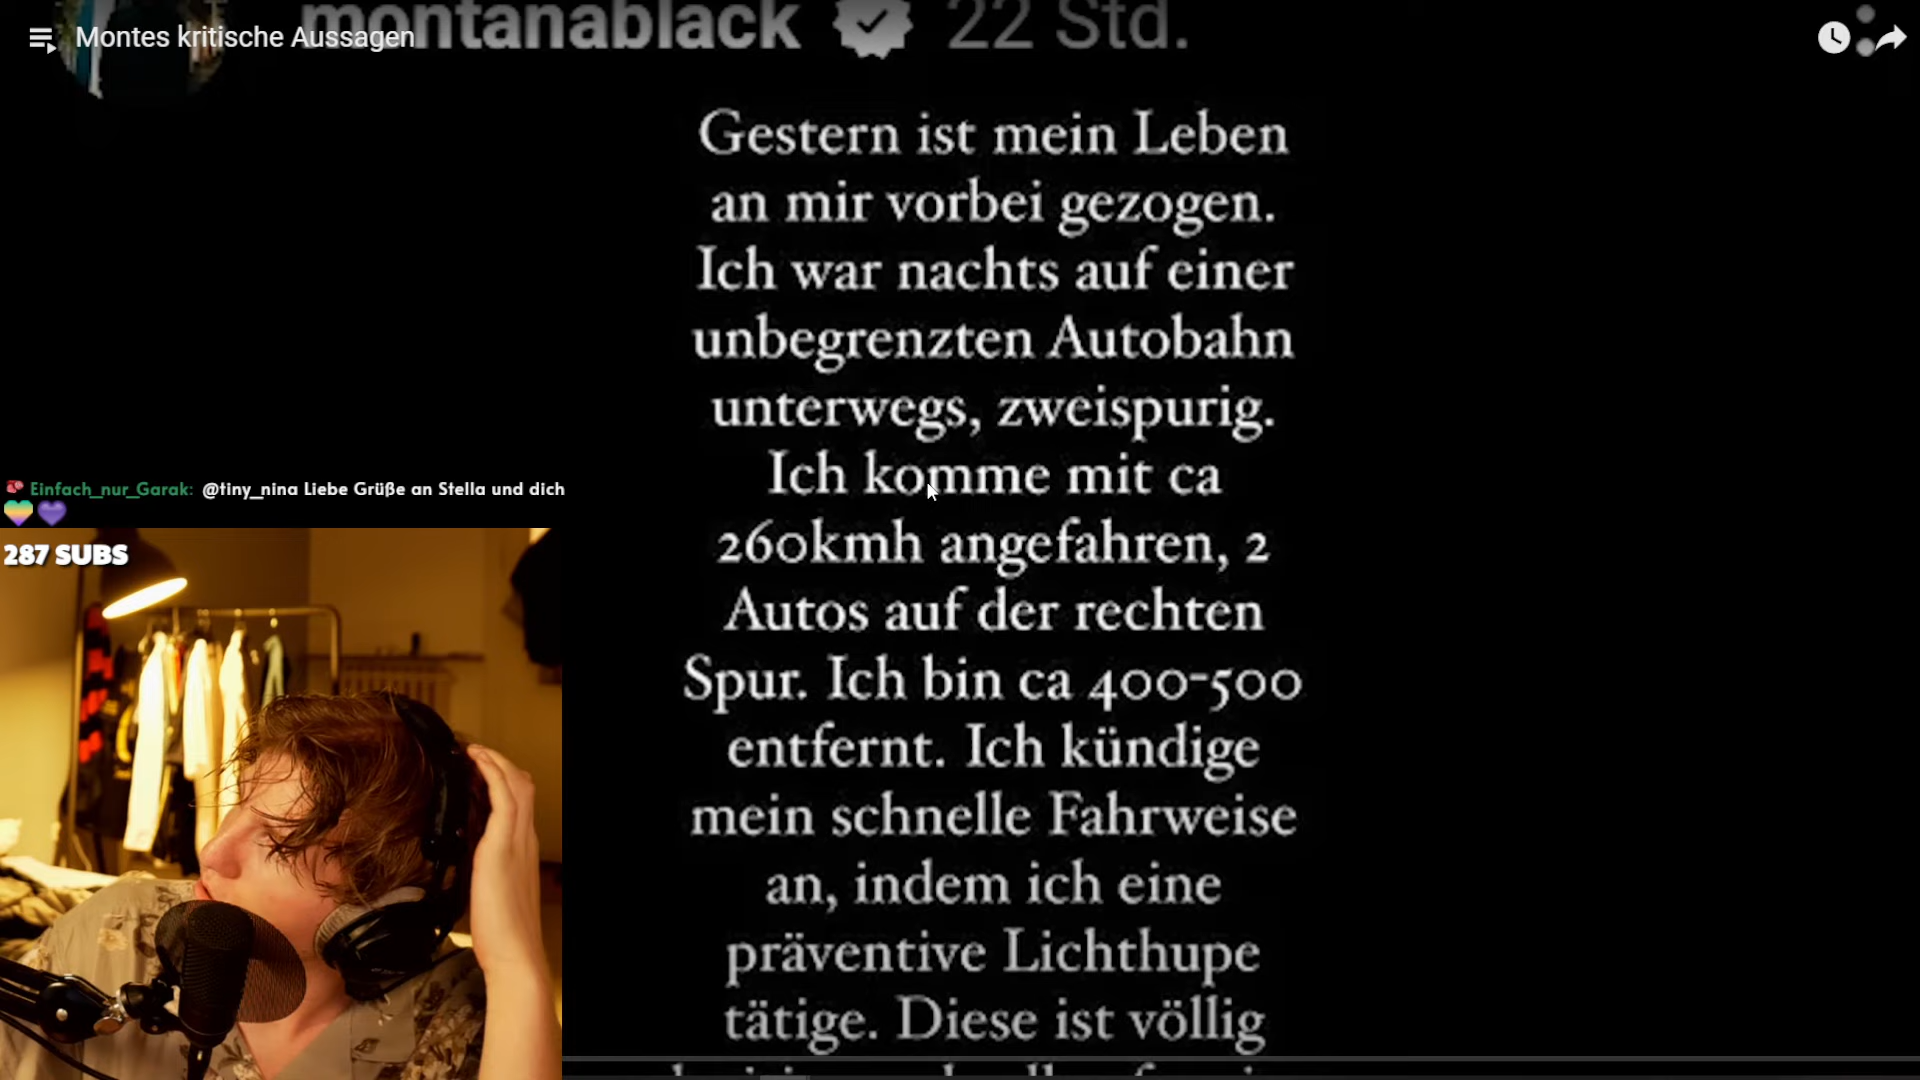 montanablack 22 Std.
Montes kritische Aussagen
Gestern ist mein Leben
an mir vorbei gezogen.
Ich war nachts auf einer
unbegrenzten Autobahn
unterwegs, zweispurig.
Ich komme mit ca
260kmh angefahren, 2
Autos auf der rechten
Spur. Ich bin ca 400-500
entfernt. Ich kündige
mein schnelle Fahrweise
an, indem ich eine
präventive Lichthupe
tätige. Diese ist völlig
Einfach_nur_Garak: @tiny_nina Liebe Grüße an Stella und dich
287 SUBS